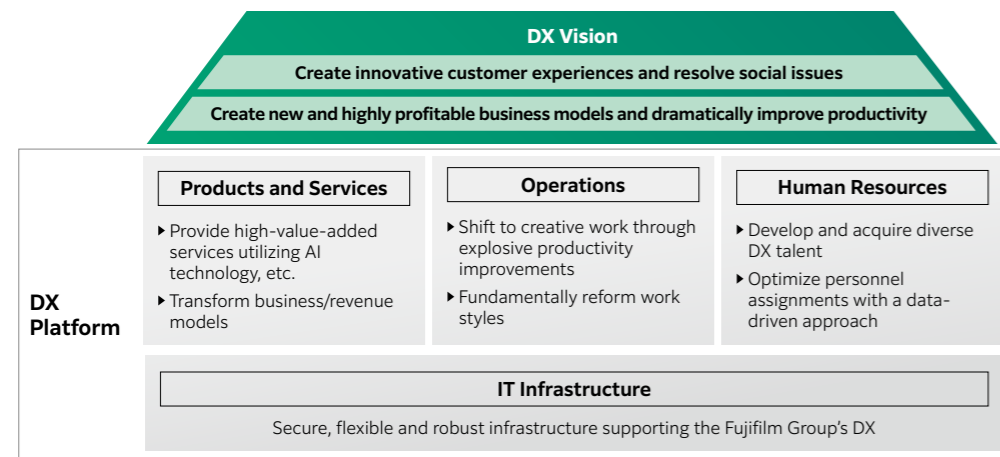 DX Vision
Create innovative customer experiences and resolve social issues
Create new and highly profitable business models and dramatically improve productivity
DX
Platform
Products and Services
▶ Provide high-value-added
services utilizing AI
technology, etc.
▶ Transform business/revenue
models
Operations
▶ Shift to creative work through
explosive productivity
improvements
▶ Fundamentally reform work
styles
Human Resources
▶ Develop and acquire diverse
DX talent
▶ Optimize personnel
assignments with a data-
driven approach
IT Infrastructure
Secure, flexible and robust infrastructure supporting the Fujifilm Group's DX